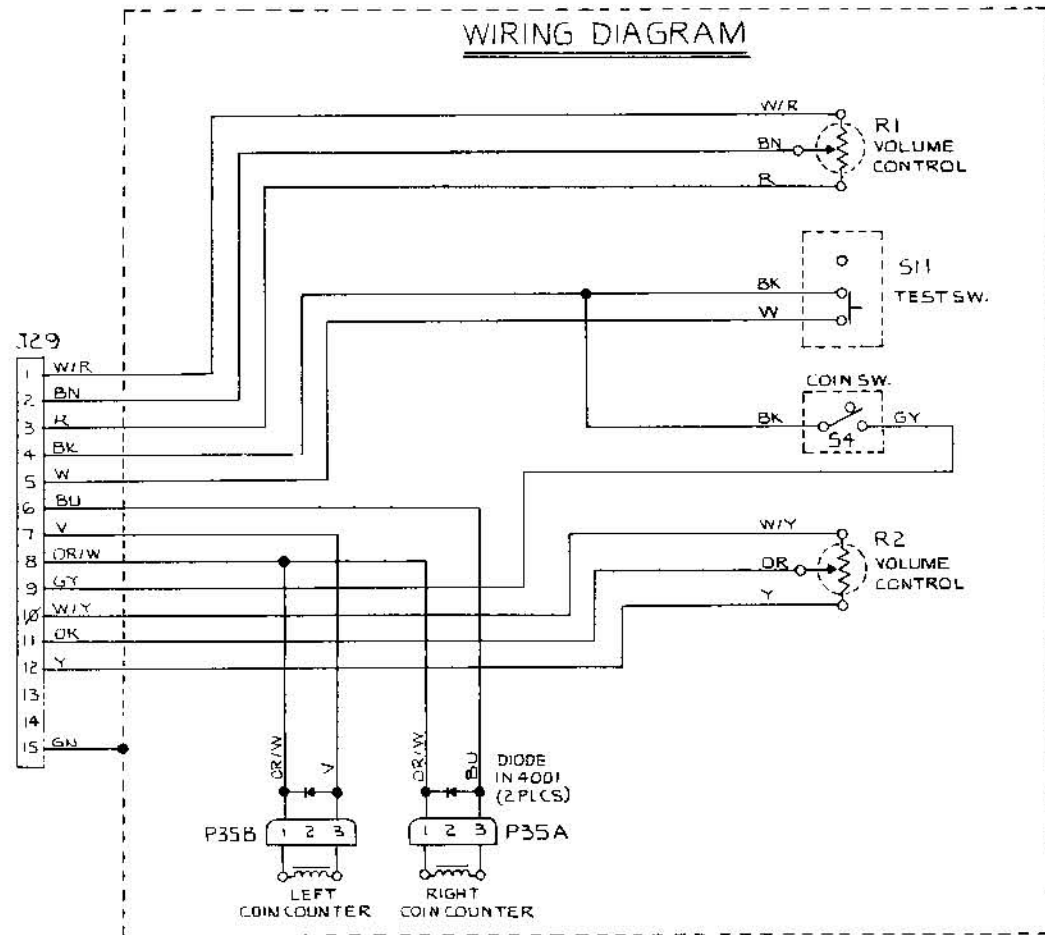 WIRING DIAGRAM
W/R
R1
VOLUME
CONTROL
BN
R
S11
TEST SW.
BK
W
J29
1 W/R
2 BN
3 R
4 BK
5 W
6 BU
7 V
8 OR/W
9 GY
10 W/Y
11 OR
12 Y
13
14
15 GN
COIN SW.
BK
S4
GY
W/Y
R2
VOLUME
CONTROL
OR
Y
OR/W
V
OR/W
BU
DIODE
IN 4001
(2 PLCS)
P35B
1 2 3
1 2 3
P35A
LEFT
COIN COUNTER
RIGHT
COIN COUNTER